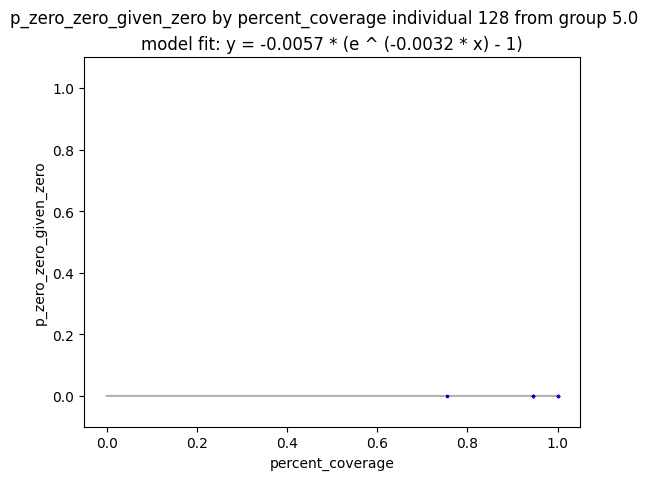 p_zero_zero_given_zero by percent_coverage individual 128 from group 5.0
model fit: y = -0.0057 * (e ^ (-0.0032 * x) - 1)
1.0
0.8
0.6
0.4
0.2
0.0
p_zero_zero_given_zero
0.0 0.2 0.4 0.6 0.8 1.0
percent_coverage